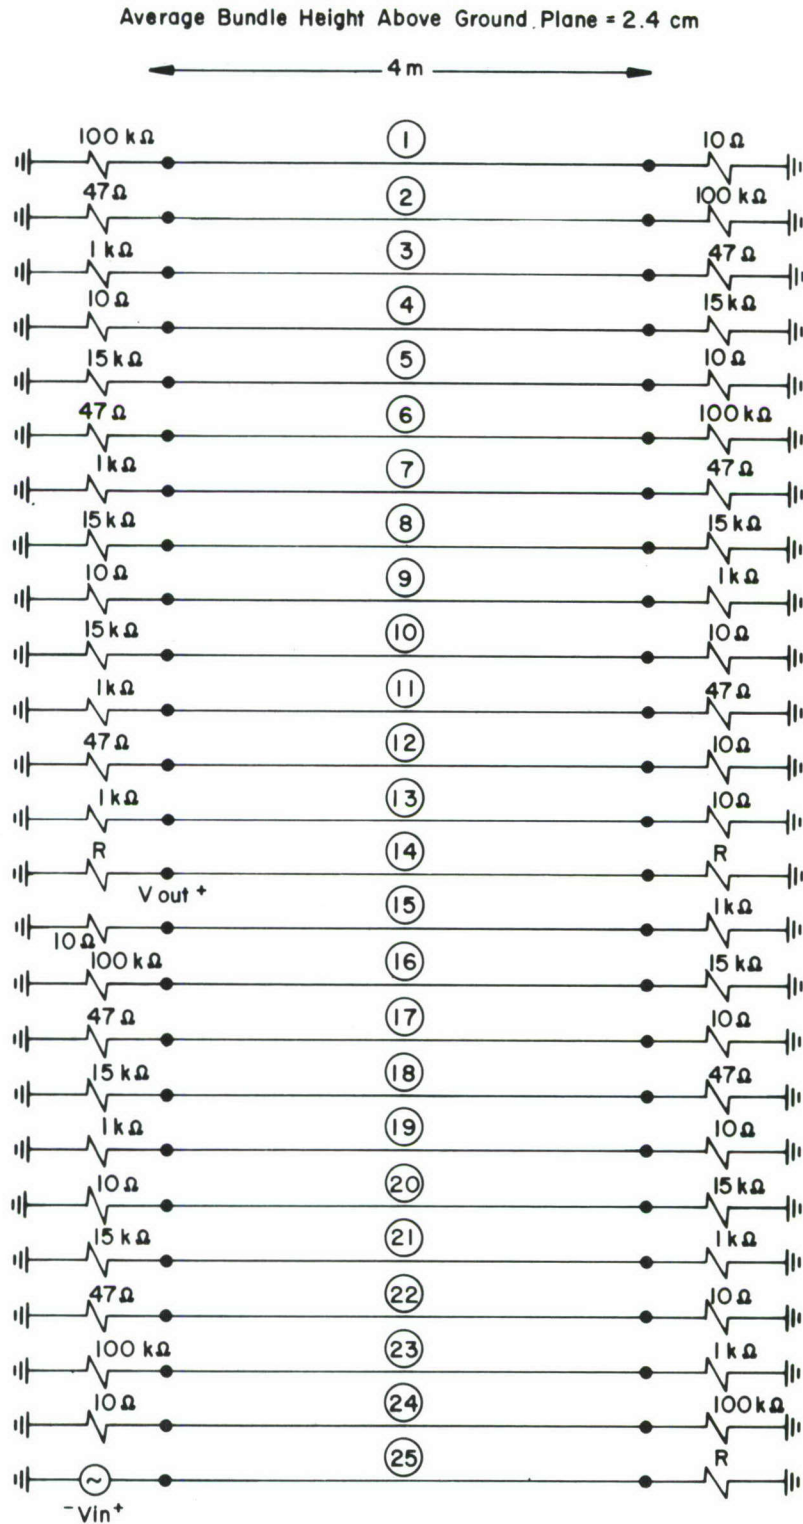 Average Bundle Height Above Ground Plane = 2.4 cm
4 m
100 kΩ 1 10 Ω
47 Ω 2 100 kΩ
1 kΩ 3 47 Ω
10 Ω 4 15 kΩ
15 kΩ 5 10 Ω
47 Ω 6 100 kΩ
1 kΩ 7 47 Ω
15 kΩ 8 15 kΩ
10 Ω 9 1 kΩ
15 kΩ 10 10 Ω
1 kΩ 11 47 Ω
47 Ω 12 10 Ω
1 kΩ 13 10 Ω
R 14 R
V out +
10 Ω 15 1 kΩ
100 kΩ 16 15 kΩ
47 Ω 17 10 Ω
15 kΩ 18 47 Ω
1 kΩ 19 10 Ω
10 Ω 20 15 kΩ
15 kΩ 21 1 kΩ
47 Ω 22 10 Ω
100 kΩ 23 1 kΩ
10 Ω 24 100 kΩ
~ 25 R
- Vin +